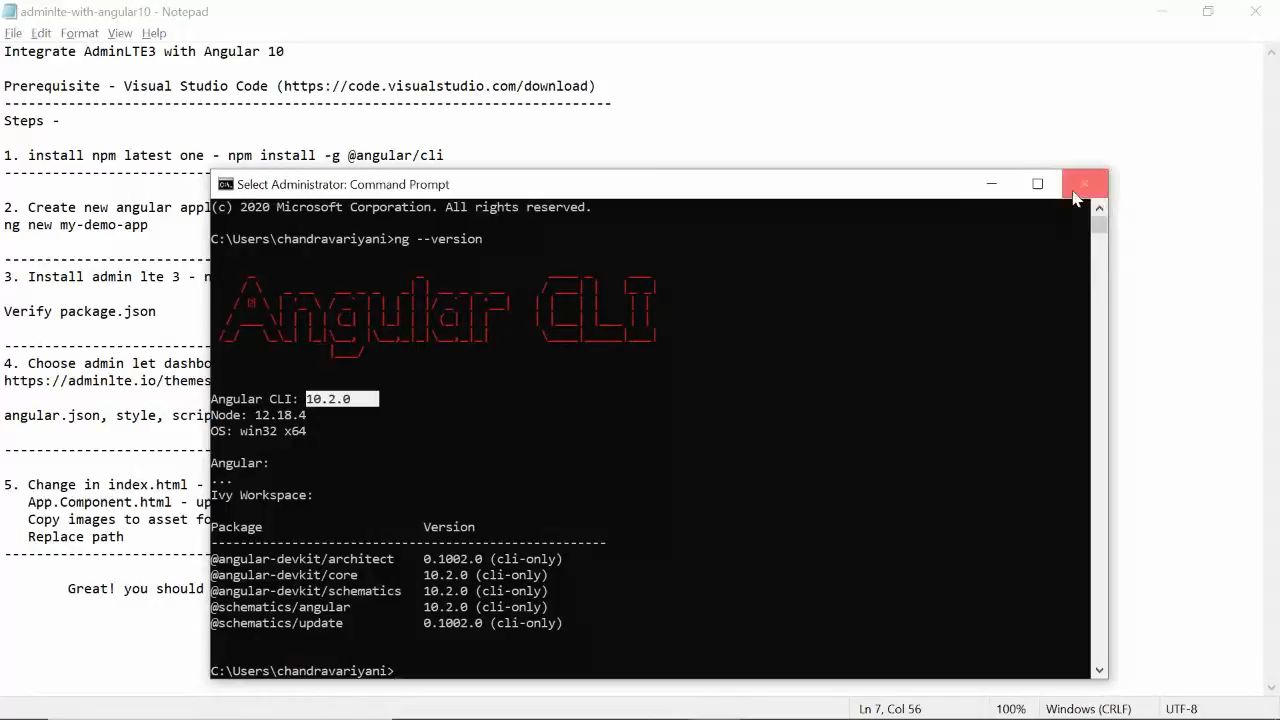 adminlte-with-angular10 - Notepad
File Edit Format View Help
Integrate AdminLTE3 with Angular 10
Prerequisite - Visual Studio Code (https://code.visualstudio.com/download)
----------------------------------------------------------------------------
Steps -
1. install npm latest one - npm install -g @angular/cli
--------------------------
2. Create new angular appl
ng new my-demo-app
--------------------------
3. Install admin lte 3 - n
Verify package.json
--------------------------
4. Choose admin let dashbo
https://adminlte.io/themes
angular.json, style, scrip
--------------------------
5. Change in index.html -
App.Component.html - up
Copy images to asset fo
Replace path
--------------------------
Great! you should
Select Administrator: Command Prompt
(c) 2020 Microsoft Corporation. All rights reserved.
C:\Users\chandravariyani>ng --version
Angular CLI
Angular CLI: 10.2.0
Node: 12.18.4
OS: win32 x64
Angular:
...
Ivy Workspace:
Package Version
------------------------------------------------------
@angular-devkit/architect 0.1002.0 (cli-only)
@angular-devkit/core 10.2.0 (cli-only)
@angular-devkit/schematics 10.2.0 (cli-only)
@schematics/angular 10.2.0 (cli-only)
@schematics/update 0.1002.0 (cli-only)
C:\Users\chandravariyani>
Ln 7, Col 56 100% Windows (CRLF) UTF-8